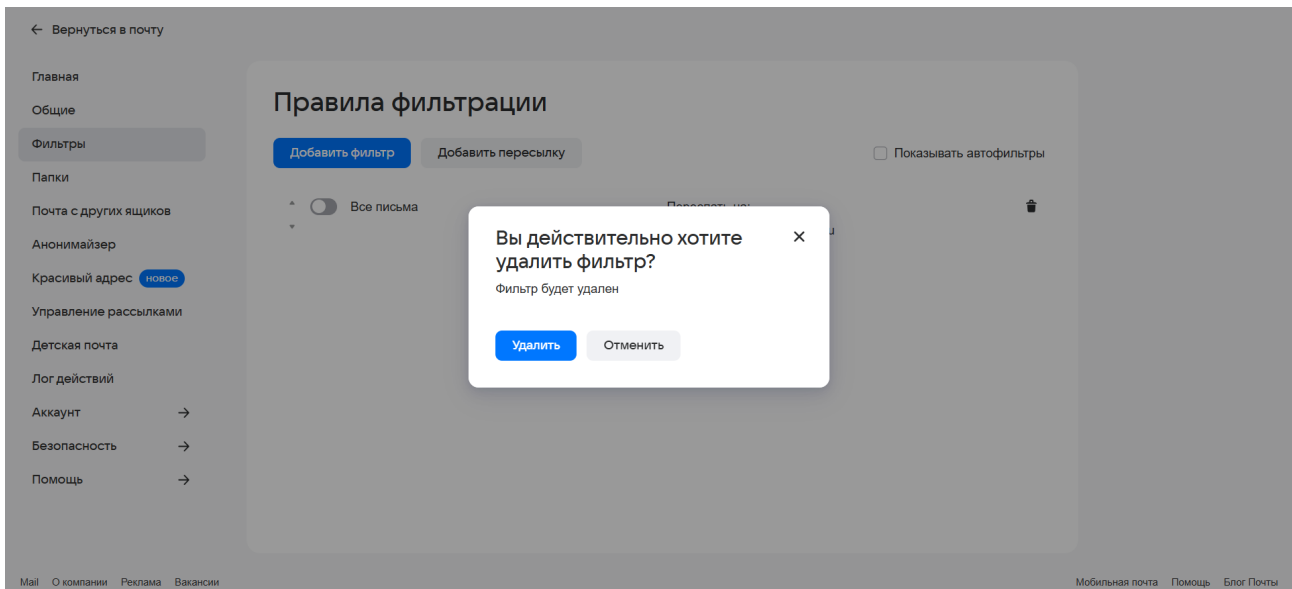 Вернуться в почту
Главная
Общие
Фильтры
Папки
Почта с других ящиков
Анонимайзер
Красивый адрес новое
Управление рассылками
Детская почта
Лог действий
Аккаунт
Безопасность
Помощь
Правила фильтрации
Добавить фильтр Добавить пересылку Показывать автофильтры
Все письма
Вы действительно хотите
удалить фильтр?
Фильтр будет удален
Удалить Отменить
Mail О компании Реклама Вакансии Мобильная почта Помощь Блог Почты